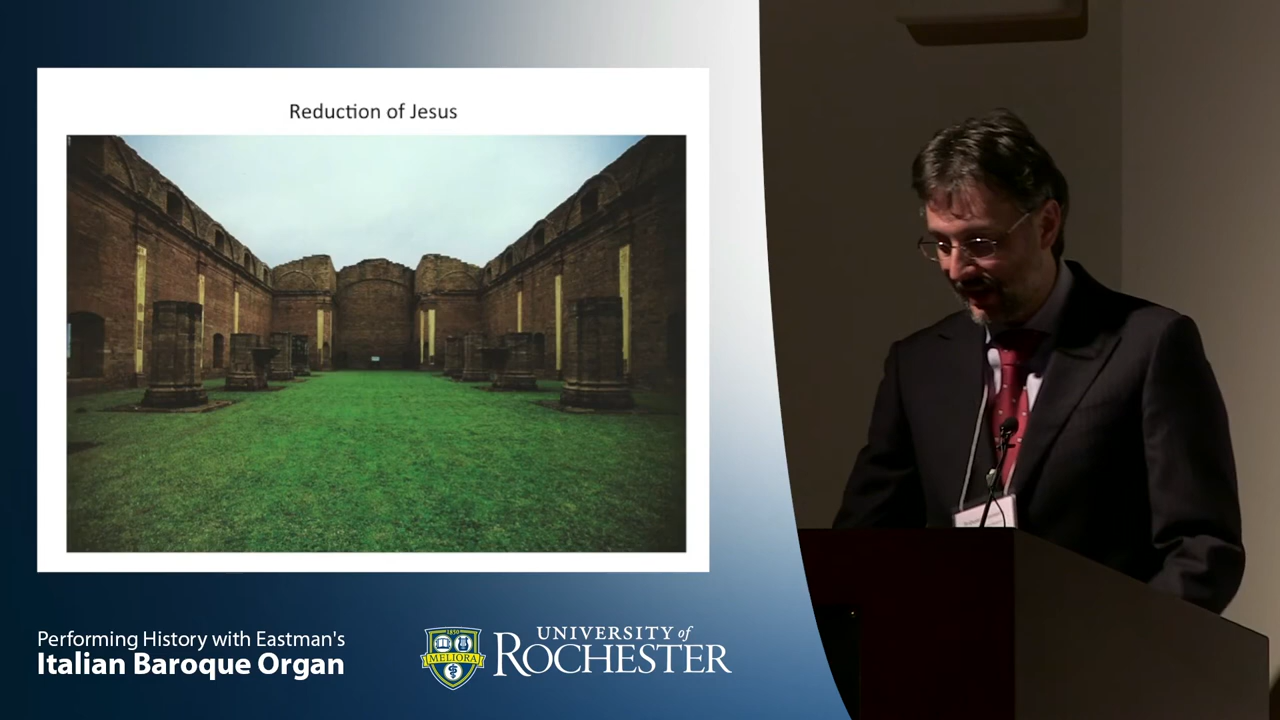 Reduction of Jesus
Performing History with Eastman's
Italian Baroque Organ
1850
MELIORA
UNIVERSITY of
ROCHESTER